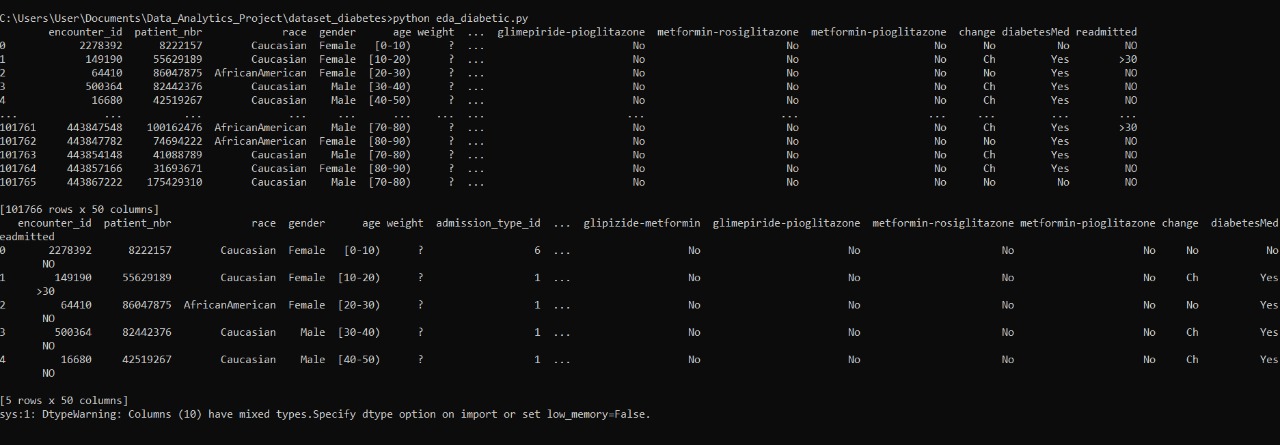 C:\Users\User\Documents\Data_Analytics_Project\dataset_diabetes>python eda_diabetic.py
encounter_id patient_nbr race gender age weight ... glimepiride-pioglitazone metformin-rosiglitazone metformin-pioglitazone change diabetesMed readmitted
0 2278392 8222157 Caucasian Female [0-10) ? ... No No No No No NO
1 149190 55629189 Caucasian Female [10-20) ? ... No No No Ch Yes >30
2 64410 86047875 AfricanAmerican Female [20-30) ? ... No No No No Yes NO
3 500364 82442376 Caucasian Male [30-40) ? ... No No No Ch Yes NO
4 16680 42519267 Caucasian Male [40-50) ? ... No No No Ch Yes NO
... ... ... ... ... ... ... ... ... ... ... ... ... ...
101761 443847548 100162476 AfricanAmerican Male [70-80) ? ... No No No Ch Yes >30
101762 443847782 74694222 AfricanAmerican Female [80-90) ? ... No No No No Yes NO
101763 443854148 41088789 Caucasian Male [70-80) ? ... No No No Ch Yes NO
101764 443857166 31693671 Caucasian Female [80-90) ? ... No No No Ch Yes NO
101765 443867222 175429310 Caucasian Male [70-80) ? ... No No No No No NO
[101766 rows x 50 columns]
encounter_id patient_nbr race gender age weight admission_type_id ... glipizide-metformin glimepiride-pioglitazone metformin-rosiglitazone metformin-pioglitazone change diabetesMed
readmitted
0 2278392 8222157 Caucasian Female [0-10) ? 6 ... No No No No No No
NO
1 149190 55629189 Caucasian Female [10-20) ? 1 ... No No No No Ch Yes
>30
2 64410 86047875 AfricanAmerican Female [20-30) ? 1 ... No No No No No Yes
NO
3 500364 82442376 Caucasian Male [30-40) ? 1 ... No No No No Ch Yes
NO
4 16680 42519267 Caucasian Male [40-50) ? 1 ... No No No No Ch Yes
NO
[5 rows x 50 columns]
sys:1: DtypeWarning: Columns (10) have mixed types.Specify dtype option on import or set low_memory=False.